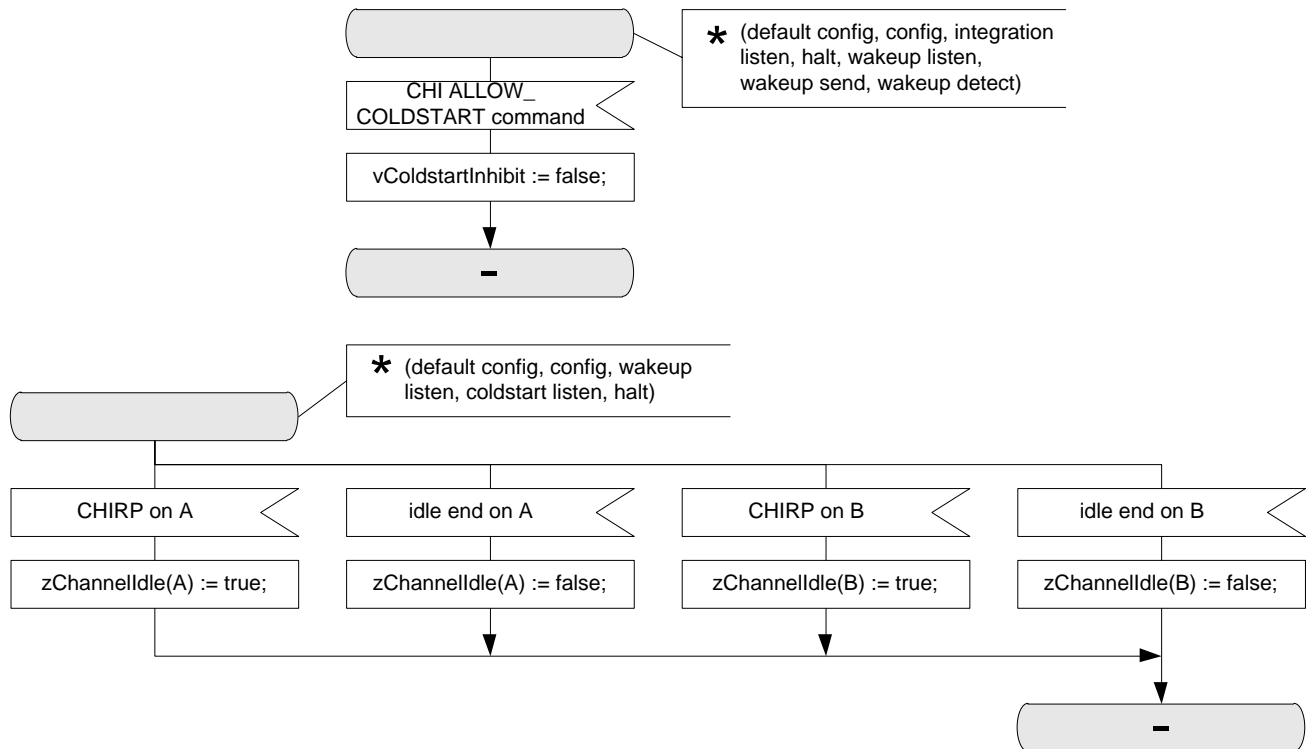 * (default config, config, integration
listen, halt, wakeup listen,
wakeup send, wakeup detect)
CHI ALLOW_
COLDSTART command
vColdstartInhibit := false;
-
* (default config, config, wakeup
listen, coldstart listen, halt)
CHIRP on A
idle end on A
CHIRP on B
idle end on B
zChannelIdle(A) := true;
zChannelIdle(A) := false;
zChannelIdle(B) := true;
zChannelIdle(B) := false;
-